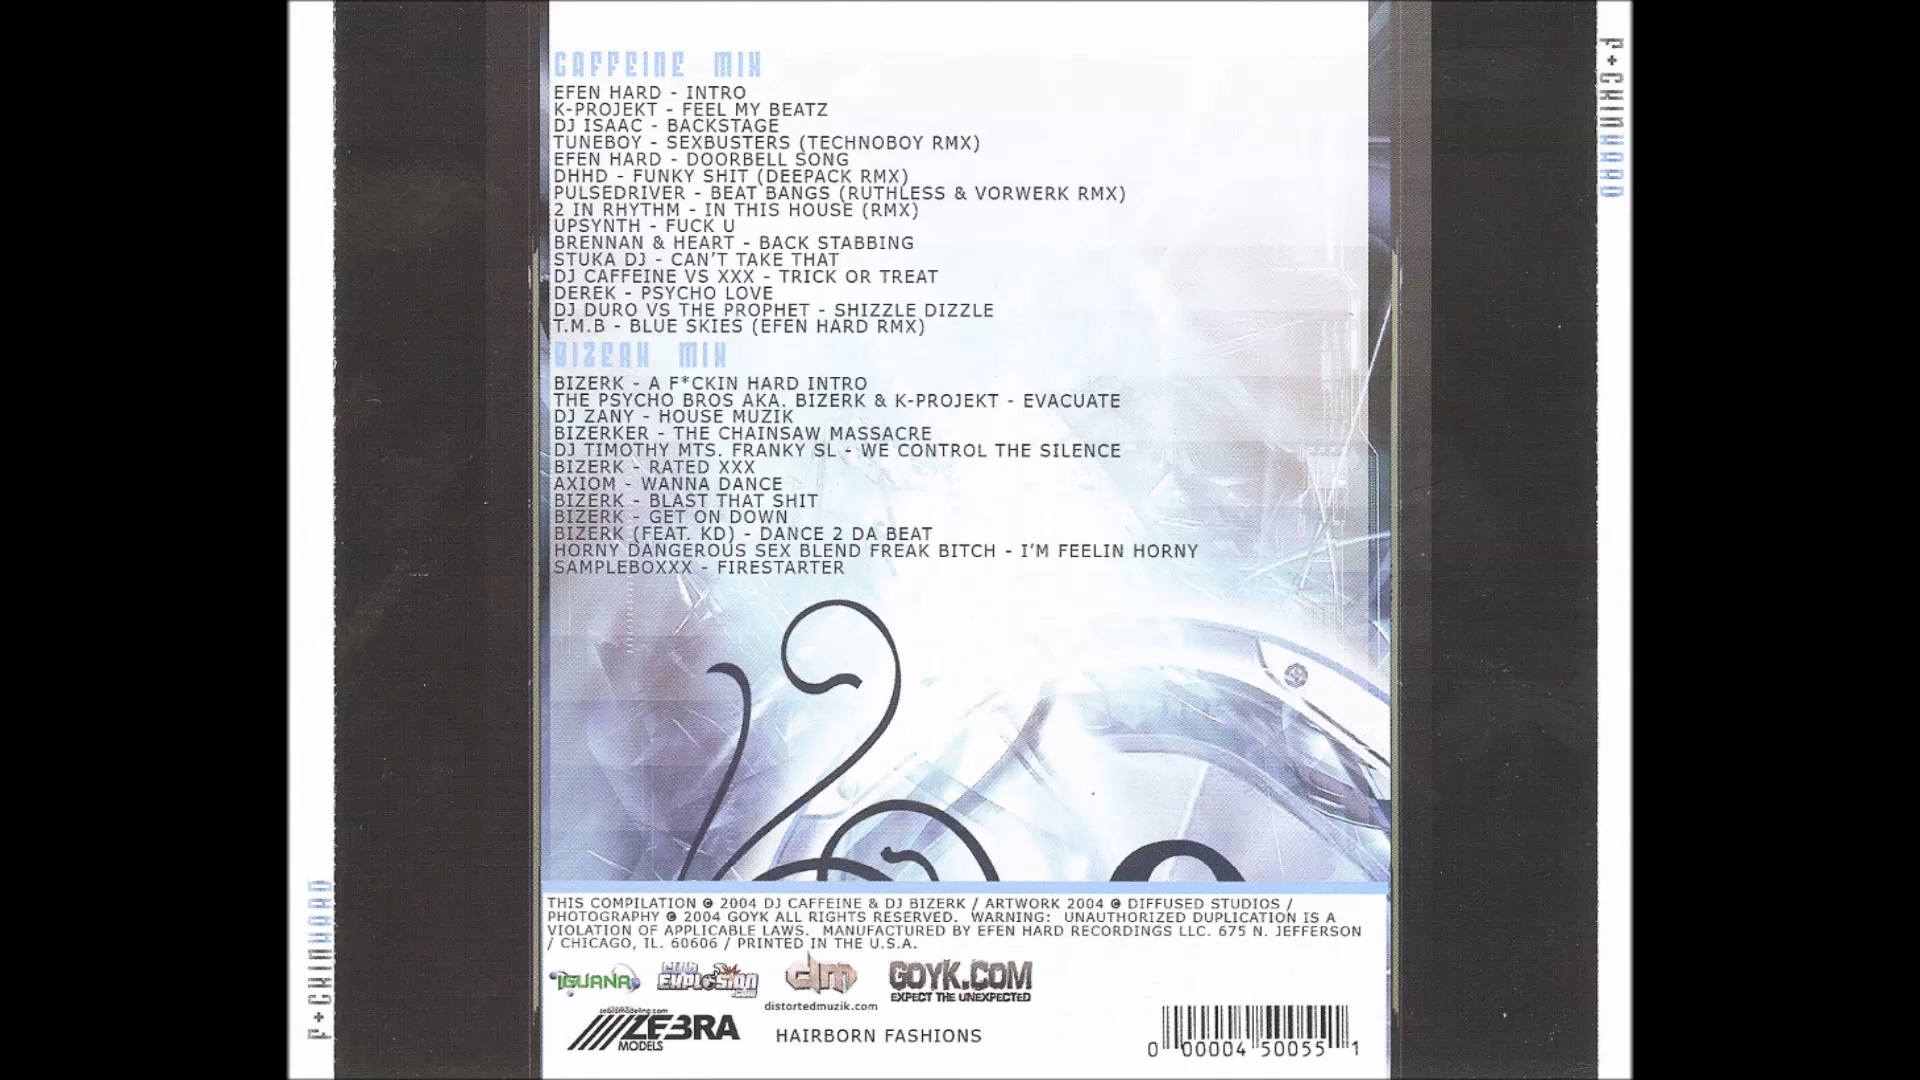 CAFFEINE MIX
EFEN HARD - INTRO
K-PROJEKT - FEEL MY BEATZ
DJ ISAAC - BACKSTAGE
TUNEBOY - SEXBUSTERS (TECHNOBOY RMX)
EFEN HARD - DOORBELL SONG
DHHD - FUNKY SHIT (DEEPACK RMX)
PULSEDRIVER - BEAT BANGS (RUTHLESS & VORWERK RMX)
2 IN RHYTHM - IN THIS HOUSE (RMX)
UPSYNTH - FUCK U
BRENNAN & HEART - BACK STABBING
STUKA DJ - CAN'T TAKE THAT
DJ CAFFEINE VS XXX - TRICK OR TREAT
DEREK - PSYCHO LOVE
DJ DURO VS THE PROPHET - SHIZZLE DIZZLE
T.M.B - BLUE SKIES (EFEN HARD RMX)
BIZERK MIX
BIZERK - A F*CKIN HARD INTRO
THE PSYCHO BROS AKA. BIZERK & K-PROJEKT - EVACUATE
DJ ZANY - HOUSE MUZIK
BIZERKER - THE CHAINSAW MASSACRE
DJ TIMOTHY MTS. FRANKY SL - WE CONTROL THE SILENCE
BIZERK - RATED XXX
AXIOM - WANNA DANCE
BIZERK - BLAST THAT SHIT
BIZERK - GET ON DOWN
BIZERK (FEAT. KD) - DANCE 2 DA BEAT
HORNY DANGEROUS SEX BLEND FREAK BITCH - I'M FEELIN HORNY
SAMPLEBOXXX - FIRESTARTER
THIS COMPILATION © 2004 DJ CAFFEINE & DJ BIZERK / ARTWORK 2004 © DIFFUSED STUDIOS /
PHOTOGRAPHY © 2004 GOYK ALL RIGHTS RESERVED. WARNING: UNAUTHORIZED DUPLICATION IS A
VIOLATION OF APPLICABLE LAWS. MANUFACTURED BY EFEN HARD RECORDINGS LLC. 675 N. JEFFERSON
/ CHICAGO, IL. 60606 / PRINTED IN THE U.S.A.
IGUANA
CLUB EXPLOSION .COM
dm
distortedmuzik.com
GOYK.COM
EXPECT THE UNEXPECTED
zebramodeling.com
ZEBRA
MODELS
HAIRBORN FASHIONS
0 00004 50055 1
F*CKINHARD
F*CKINHARD